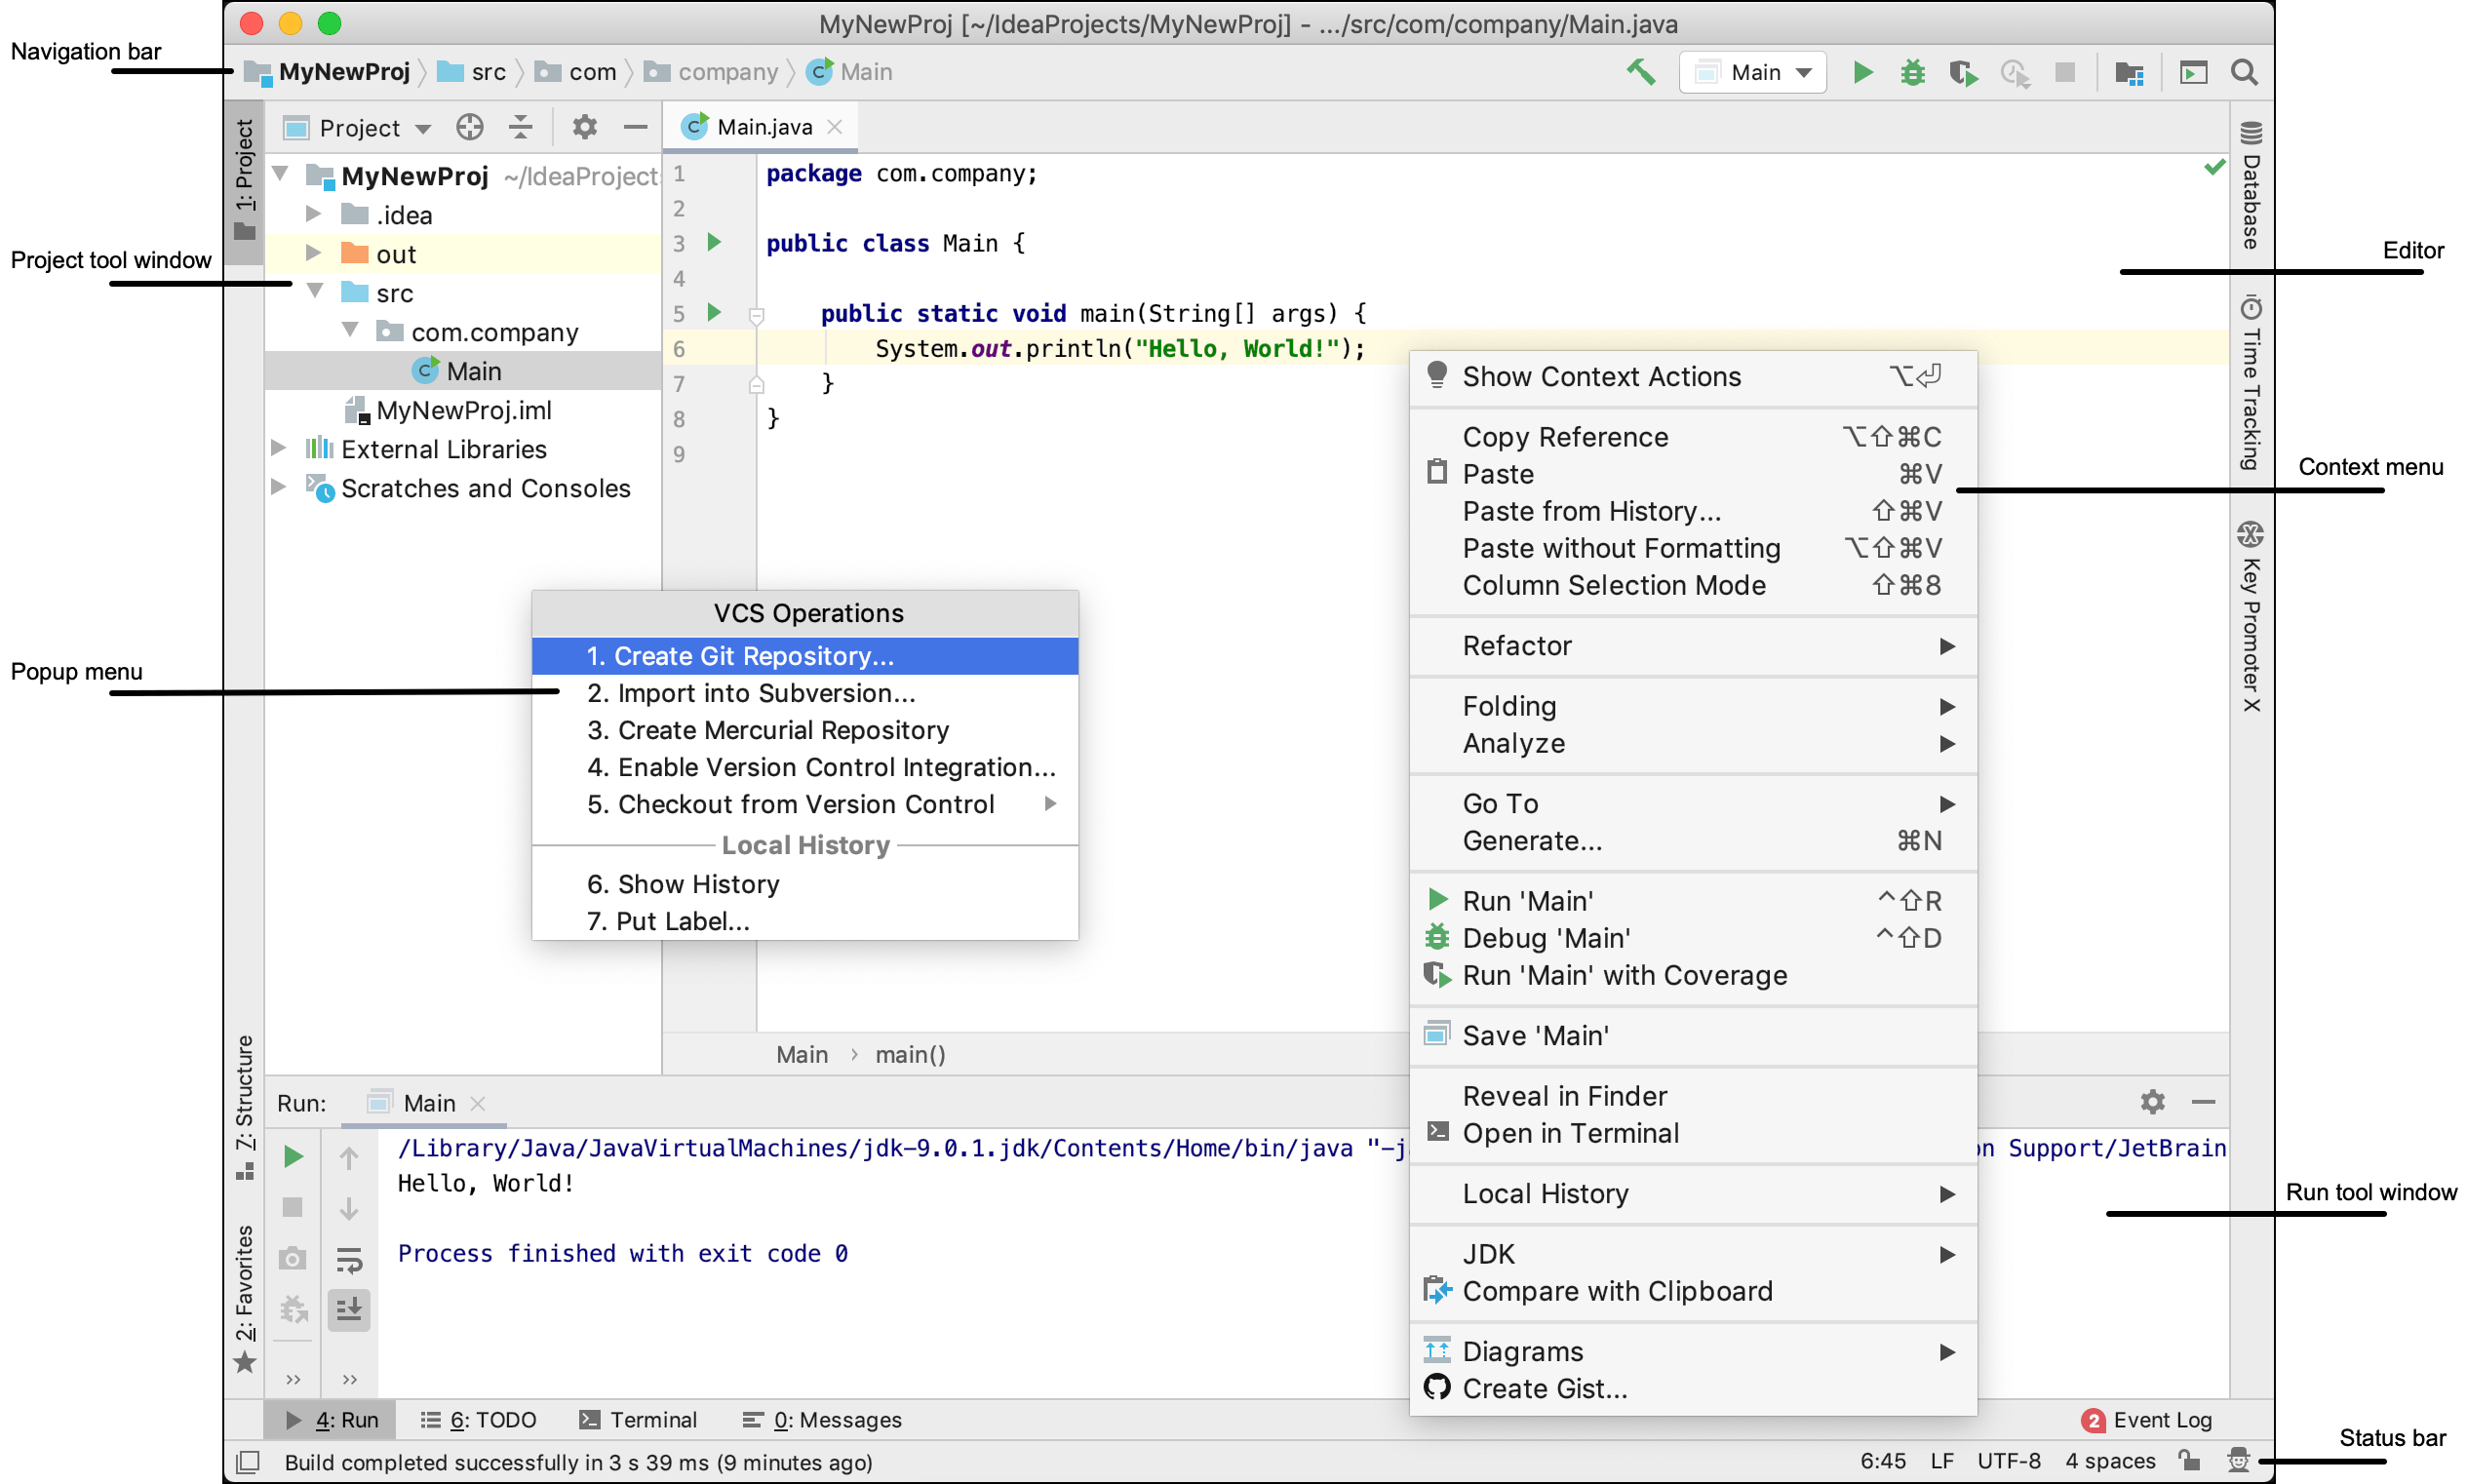 MyNewProj [~/IdeaProjects/MyNewProj] - .../src/com/company/Main.java
Navigation bar
MyNewProj src com company Main
Main
1: Project
Project
Main.java
MyNewProj ~/IdeaProject
.idea
out
src
com.company
Main
MyNewProj.iml
External Libraries
Scratches and Consoles
Project tool window
1 package com.company;
2
3 public class Main {
4
5 public static void main(String[] args) {
6 System.out.println("Hello, World!");
7 }
8 }
9
Database
Time Tracking
Key Promoter X
Editor
Context menu
Show Context Actions ⌥⏎
Copy Reference ⌥⇧⌘C
Paste ⌘V
Paste from History... ⇧⌘V
Paste without Formatting ⌥⇧⌘V
Column Selection Mode ⇧⌘8
Refactor
Folding
Analyze
Go To
Generate... ⌘N
Run 'Main' ^⇧R
Debug 'Main' ^⇧D
Run 'Main' with Coverage
Save 'Main'
Reveal in Finder
Open in Terminal
Local History
JDK
Compare with Clipboard
Diagrams
Create Gist...
Popup menu
VCS Operations
1. Create Git Repository...
2. Import into Subversion...
3. Create Mercurial Repository
4. Enable Version Control Integration...
5. Checkout from Version Control
Local History
6. Show History
7. Put Label...
Main › main()
7: Structure
2: Favorites
Run: Main
/Library/Java/JavaVirtualMachines/jdk-9.0.1.jdk/Contents/Home/bin/java "-j on Support/JetBrain
Hello, World!
Process finished with exit code 0
Run tool window
4: Run 6: TODO Terminal 0: Messages 2 Event Log
Build completed successfully in 3 s 39 ms (9 minutes ago) 6:45 LF UTF-8 4 spaces
Status bar